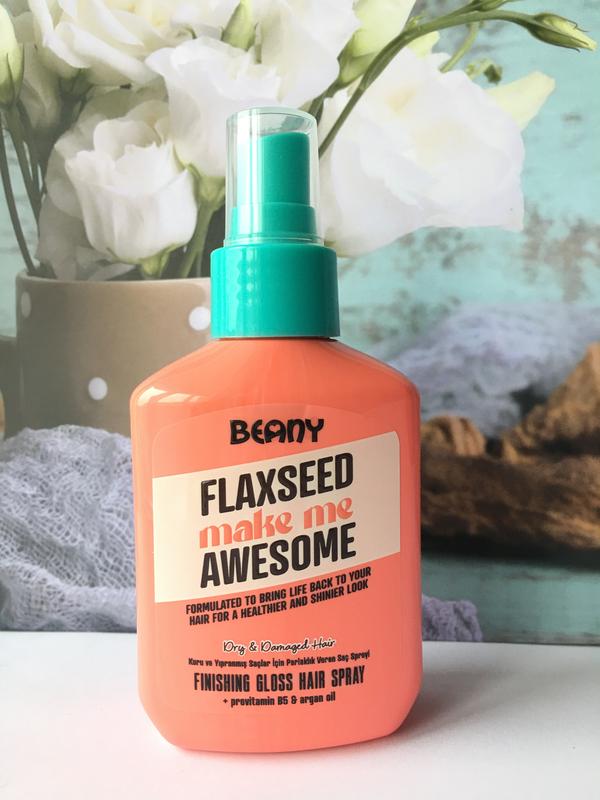 BEANY
FLAXSEED
make me
AWESOME
FORMULATED TO BRING LIFE BACK TO YOUR
HAIR FOR A HEALTHIER AND SHINIER LOOK
Dry & Damaged Hair
Kuru ve Yıpranmış Saçlar İçin Parlaklık Veren Saç Spreyi
FINISHING GLOSS HAIR SPRAY
+ provitamin B5 & argan oil